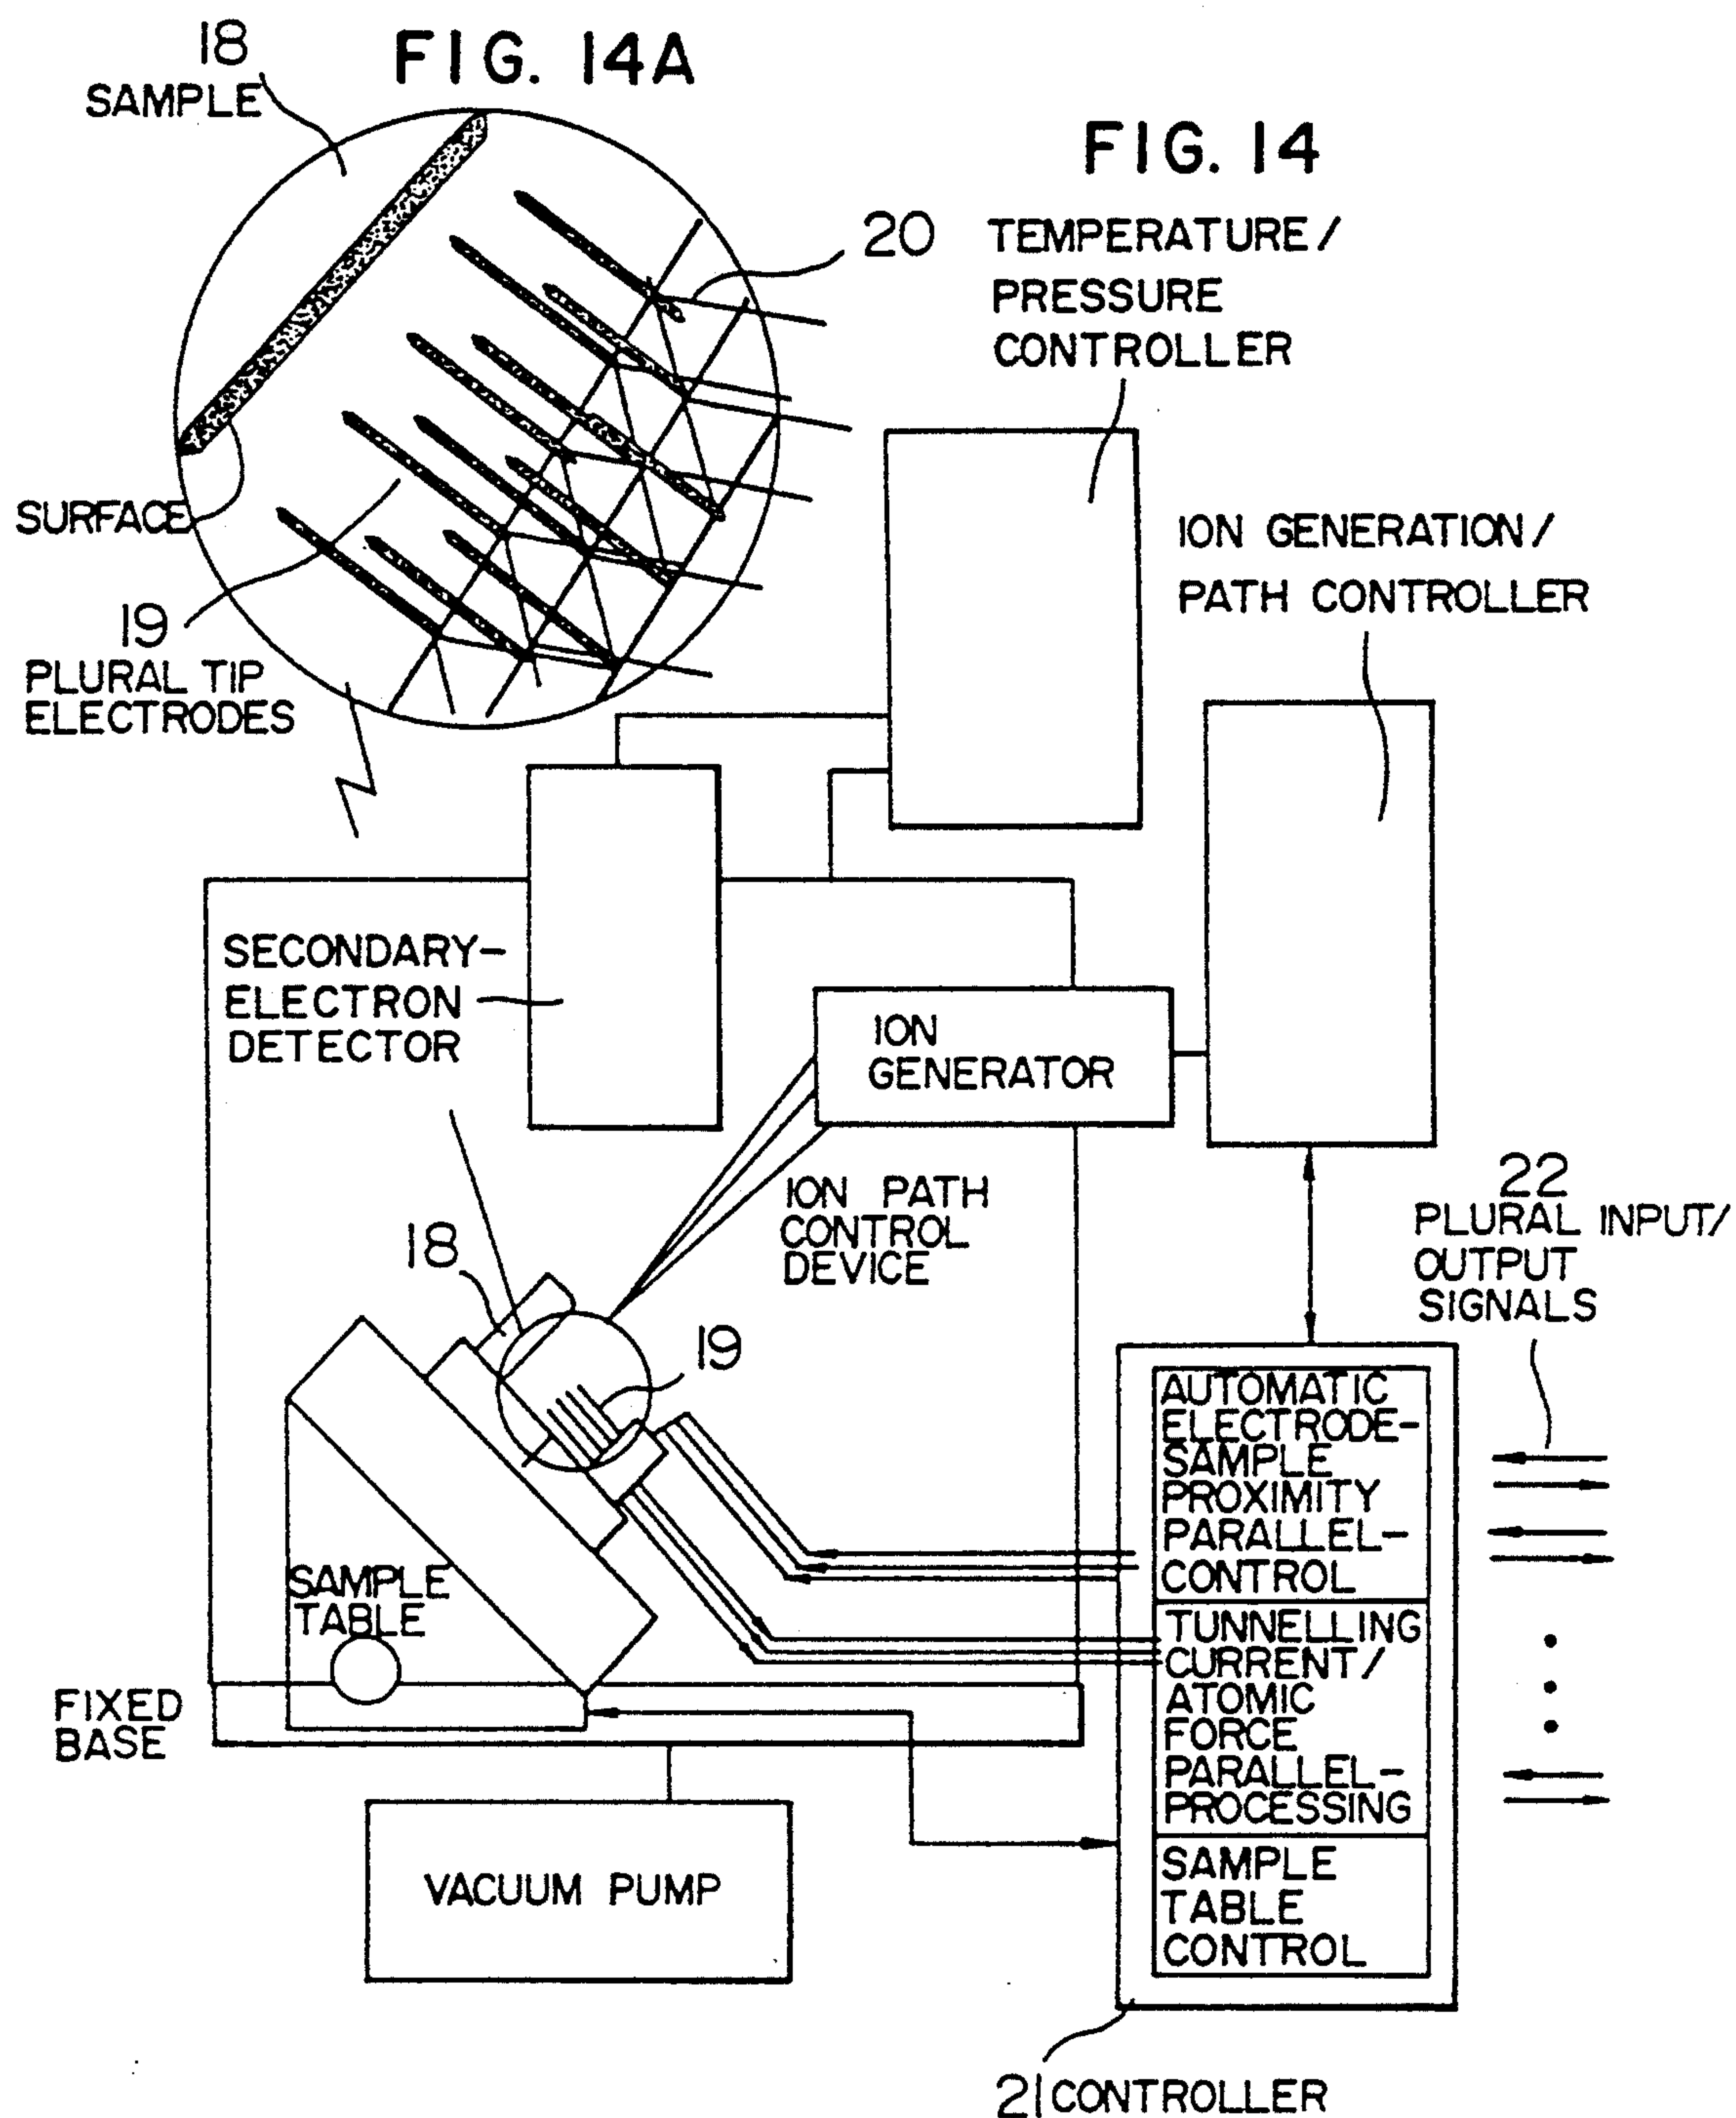 18
SAMPLE
FIG. 14A
FIG. 14
20
TEMPERATURE/
PRESSURE
CONTROLLER
SURFACE
19
PLURAL TIP
ELECTRODES
ION GENERATION/
PATH CONTROLLER
SECONDARY-
ELECTRON
DETECTOR
ION
GENERATOR
ION PATH
CONTROL
DEVICE
22
PLURAL INPUT/
OUTPUT
SIGNALS
18
19
AUTOMATIC
ELECTRODE-
SAMPLE
PROXIMITY
PARALLEL-
CONTROL
SAMPLE
TABLE
TUNNELLING
CURRENT/
ATOMIC
FORCE
PARALLEL-
PROCESSING
FIXED
BASE
VACUUM PUMP
SAMPLE
TABLE
CONTROL
21 CONTROLLER